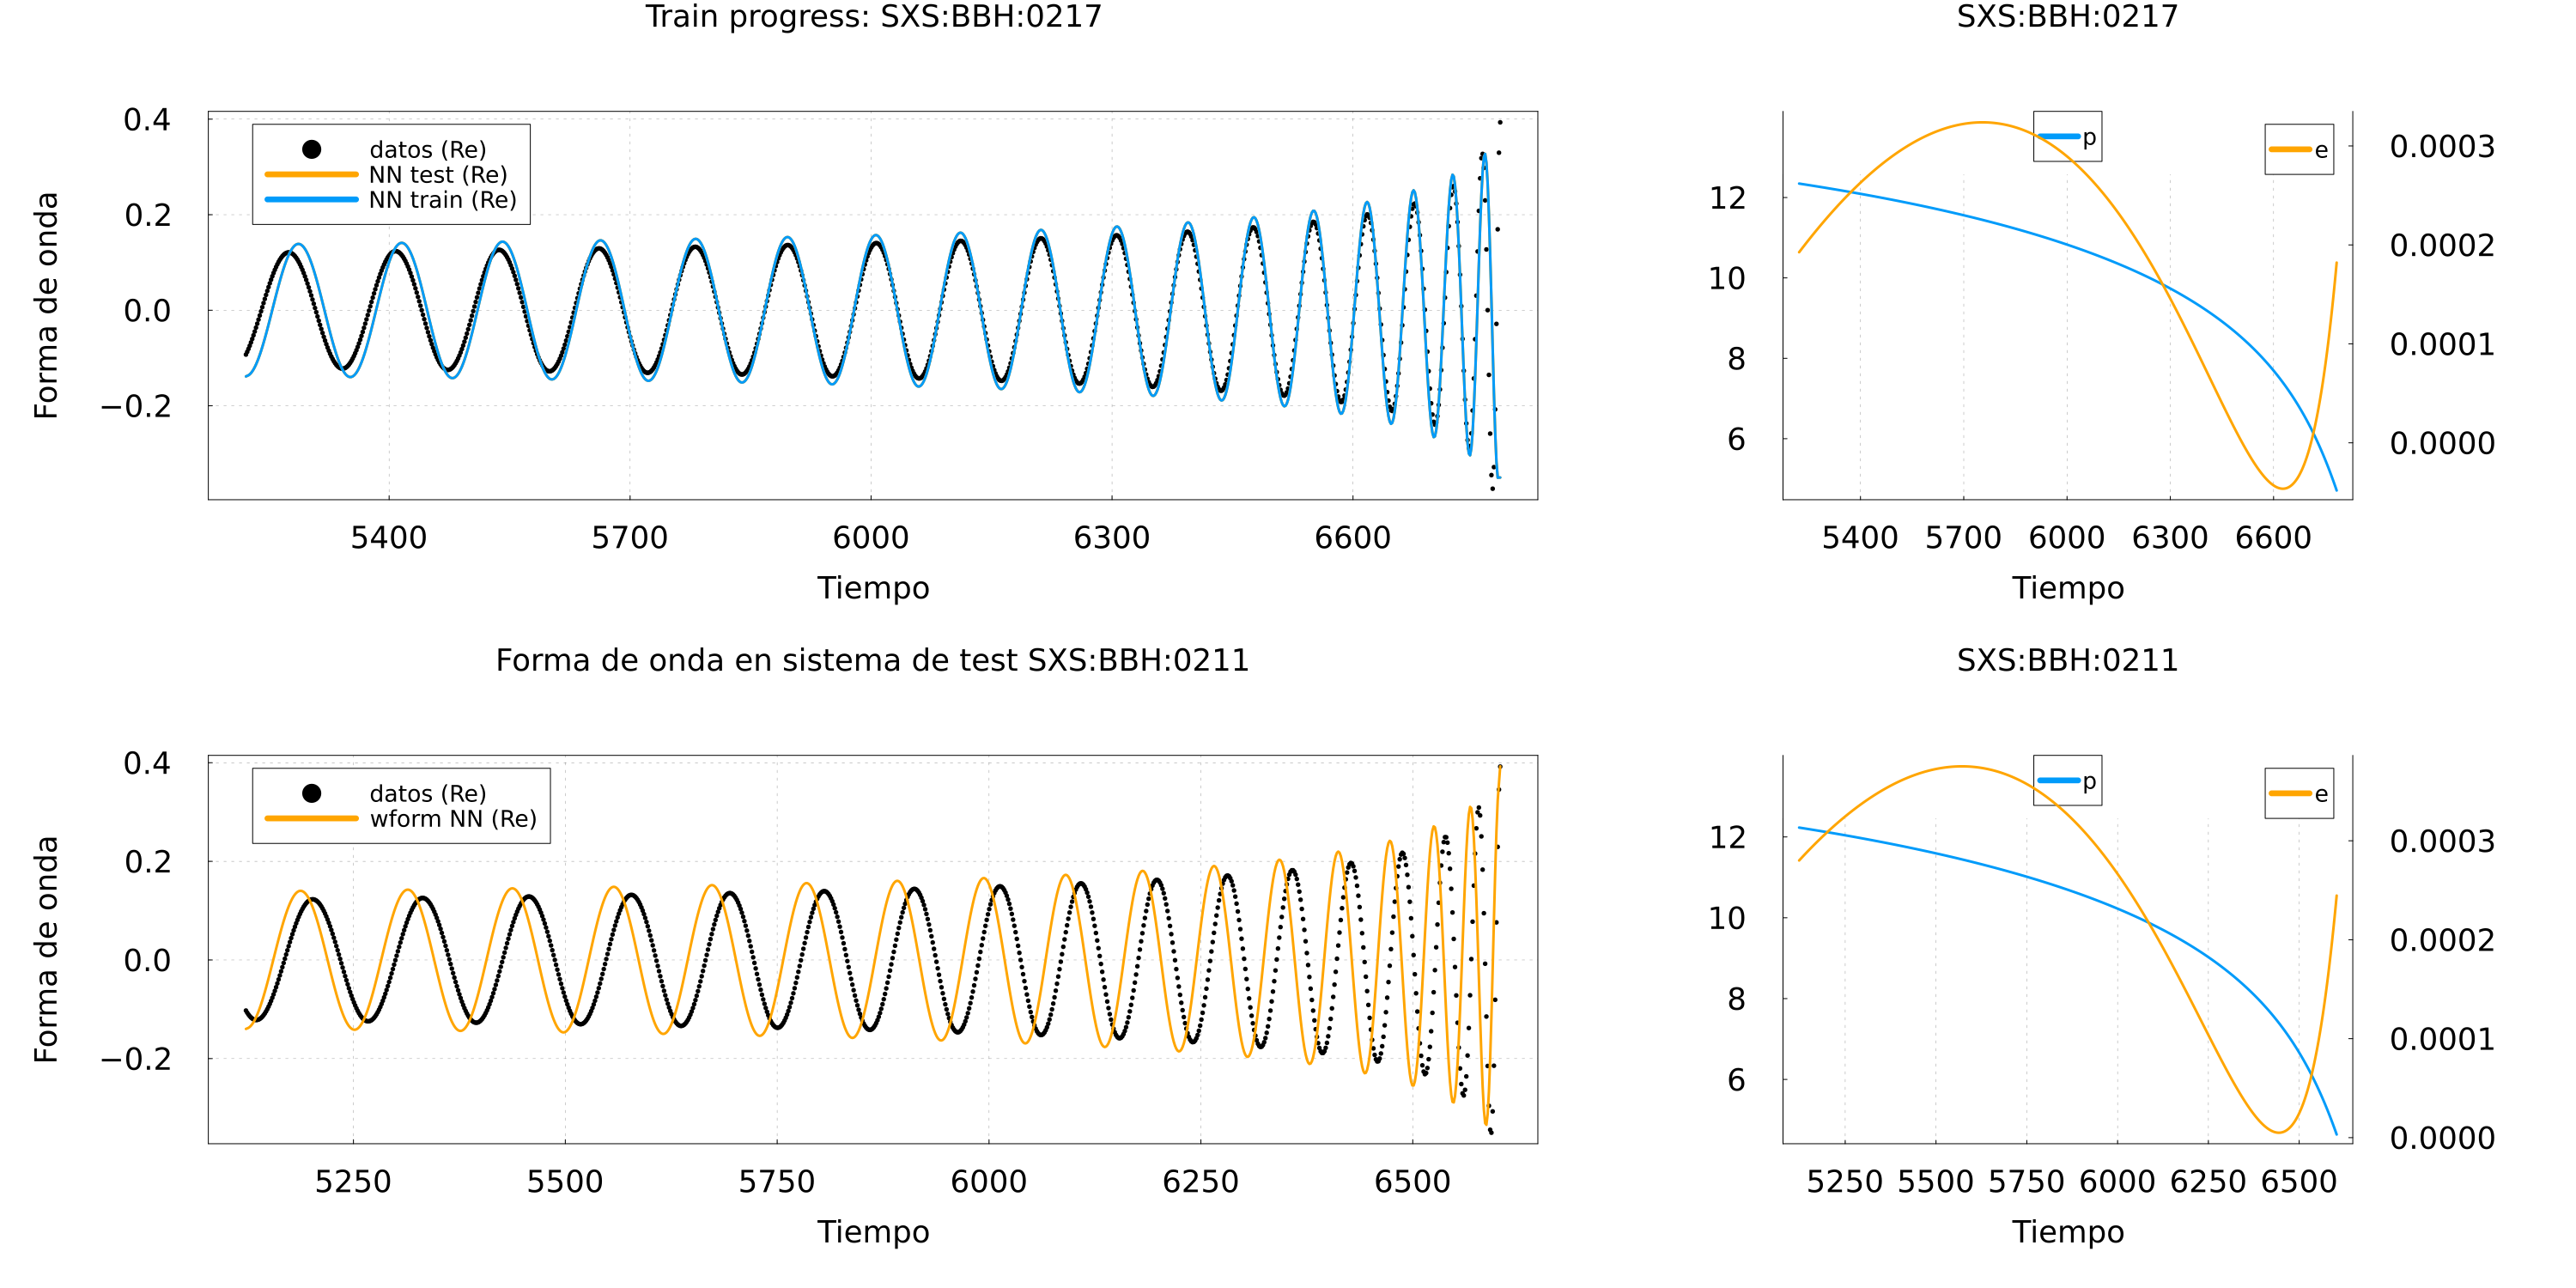 Train progress: SXS:BBH:0217
SXS:BBH:0217
Forma de onda
0.4
0.2
0.0
−0.2
datos (Re)
NN test (Re)
NN train (Re)
5400 5700 6000 6300 6600
Tiempo
12
10
8
6
p
e
0.0003
0.0002
0.0001
0.0000
5400 5700 6000 6300 6600
Tiempo
Forma de onda en sistema de test SXS:BBH:0211
SXS:BBH:0211
Forma de onda
0.4
0.2
0.0
−0.2
datos (Re)
wform NN (Re)
5250 5500 5750 6000 6250 6500
Tiempo
12
10
8
6
p
e
0.0003
0.0002
0.0001
0.0000
5250 5500 5750 6000 6250 6500
Tiempo